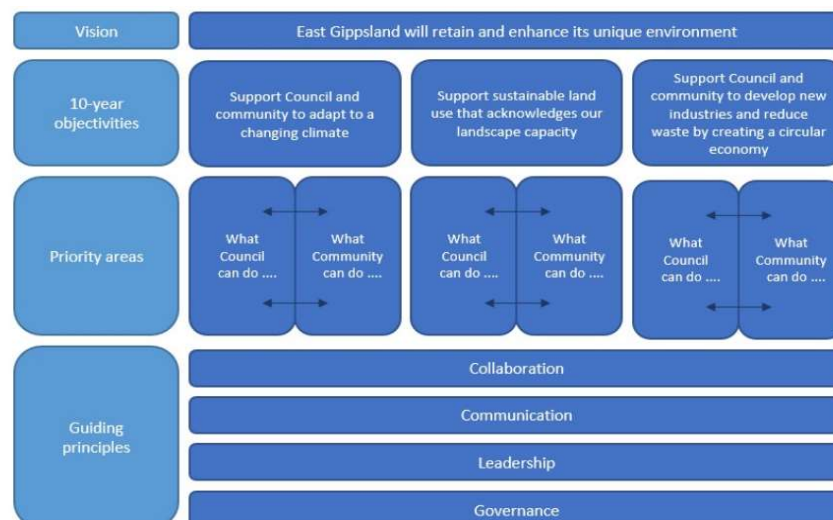 Vision
East Gippsland will retain and enhance its unique environment
10-year
objectivities
Support Council and
community to adapt to a
changing climate
Support sustainable land
use that acknowledges our
landscape capacity
Support Council and
community to develop new
industries and reduce
waste by creating a circular
economy
Priority areas
What
Council
can do ....
What
Community
can do ....
What
Council
can do ....
What
Community
can do ....
What
Council
can do ....
What
Community
can do ....
Guiding
principles
Collaboration
Communication
Leadership
Governance